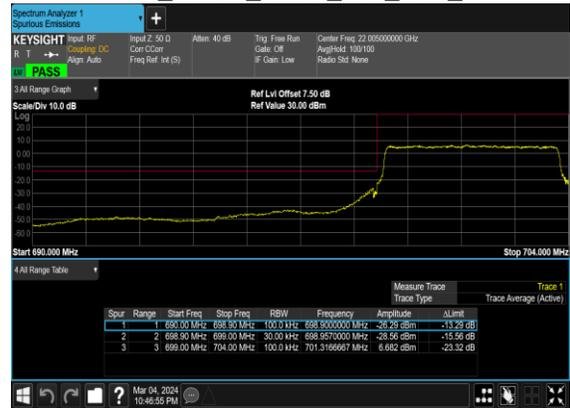 Spectrum Analyzer 1
Spurious Emissions
+
KEYSIGHT Input: RF Input Z: 50 Ω Atten: 40 dB Trig: Free Run Center Freq: 22.005000000 GHz
R T Coupling: DC Corr CCorr Gate: Off Avg|Hold: 100/100
Align: Auto Freq Ref: Int (S) IF Gain: Low Radio Std: None
PASS
3 All Range Graph Ref Lvl Offset 7.50 dB
Scale/Div 10.0 dB Ref Value 30.00 dBm
Log
20.0
10.0
0.00
-10.0
-20.0
-30.0
-40.0
-50.0
-60.0
Start 690.000 MHz Stop 704.000 MHz
4 All Range Table
Measure Trace Trace 1
Trace Type Trace Average (Active)
Spur Range Start Freq Stop Freq RBW Frequency Amplitude ΔLimit
1 1 690.00 MHz 698.90 MHz 100.0 kHz 698.9000000 MHz -26.29 dBm -13.29 dB
2 2 698.90 MHz 699.00 MHz 30.00 kHz 698.9570000 MHz -28.56 dBm -15.56 dB
3 3 699.00 MHz 704.00 MHz 100.0 kHz 701.3166667 MHz 6.682 dBm -23.32 dB
? Mar 04, 2024
10:46:55 PM